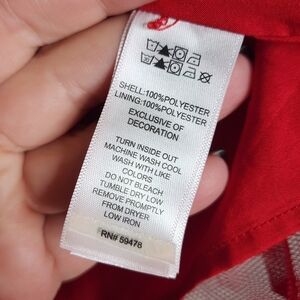 SHELL:100%POLYESTER
LINING:100%POLYESTER
EXCLUSIVE OF
DECORATION
TURN INSIDE OUT
MACHINE WASH COOL
WASH WITH LIKE
COLORS
DO NOT BLEACH
TUMBLE DRY LOW
REMOVE PROMPTLY
FROM DRYER
LOW IRON
RN# 59478